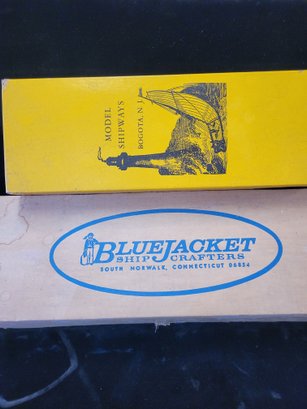 MODEL
SHIPWAYS
BOGOTA, N. J.
BLUEJACKET
SHIP CRAFTERS
SOUTH NORWALK, CONNECTICUT 06854